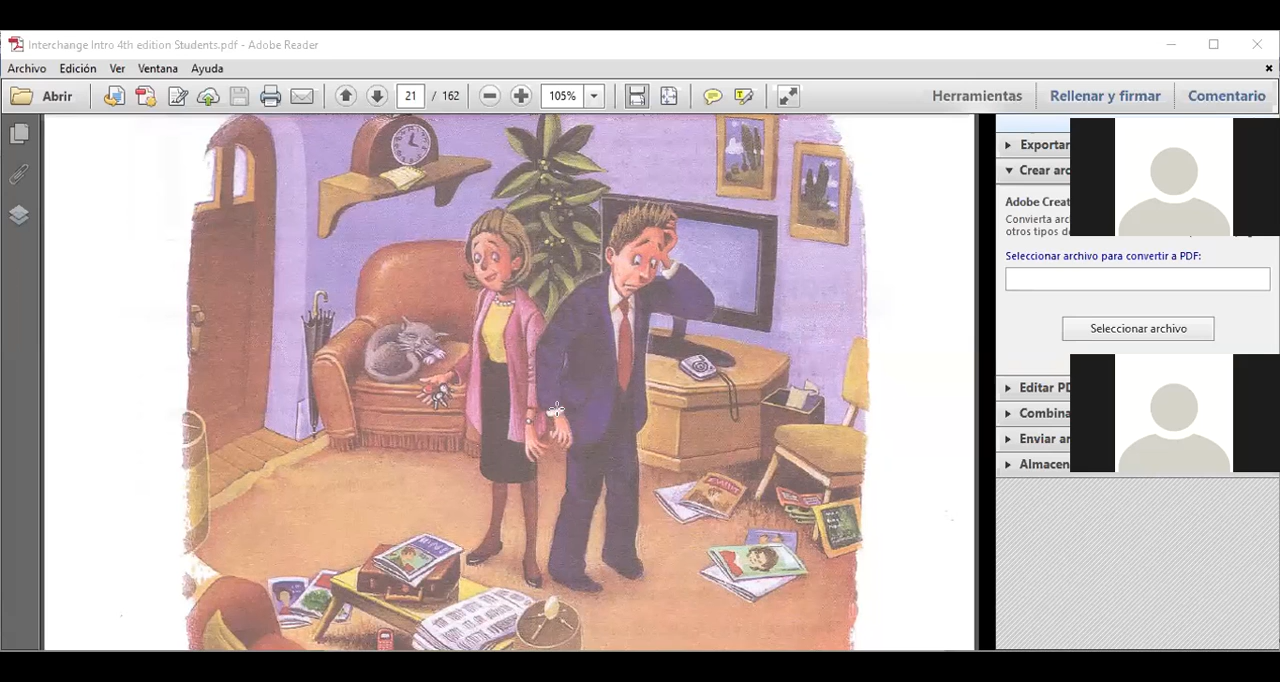 Interchange Intro 4th edition Students.pdf - Adobe Reader
Archivo Edición Ver Ventana Ayuda
Abrir 21 / 162 105% Herramientas Rellenar y firmar Comentario
Exportar
Crear arc
Adobe Creat
Convierta arc
otros tipos de
Seleccionar archivo para convertir a PDF:
Seleccionar archivo
Editar PD
Combina
Enviar ar
Almacen